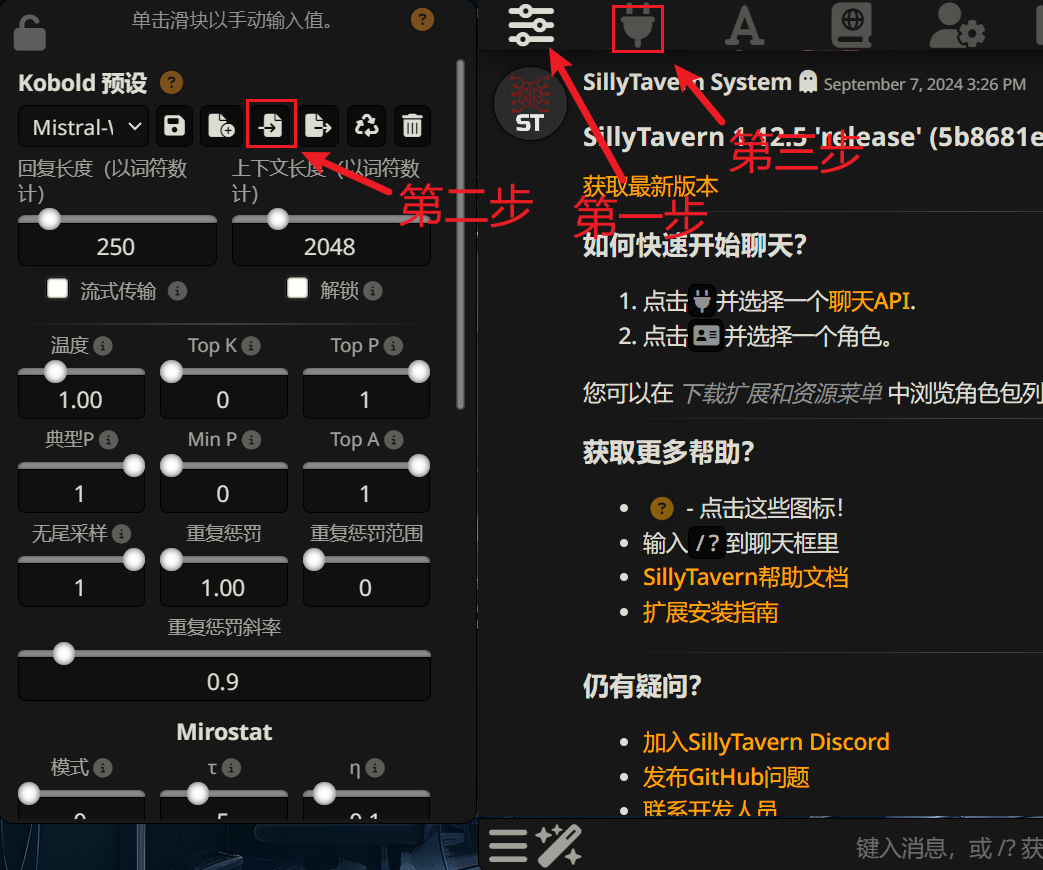 单击滑块以手动输入值。
Kobold 预设
Mistral-\
回复长度（以词符数计）
250
上下文长度（以词符数计）
2048
流式传输
解锁
温度
1.00
Top K
0
Top P
1
典型P
1
Min P
0
Top A
1
无尾采样
1
重复惩罚
1.00
重复惩罚范围
0
重复惩罚斜率
0.9
Mirostat
模式
0
τ
5
η
0.1
第二步
第一步
第三步
ST
SillyTavern System September 7, 2024 3:26 PM
SillyTavern 1.12.5 'release' (5b8681e
获取最新版本
如何快速开始聊天？
1. 点击 并选择一个聊天API.
2. 点击 并选择一个角色。
您可以在 下载扩展和资源菜单 中浏览角色包列
获取更多帮助？
? - 点击这些图标！
输入 /? 到聊天框里
SillyTavern帮助文档
扩展安装指南
仍有疑问？
加入SillyTavern Discord
发布GitHub问题
联系开发人员
键入消息，或 /? 获